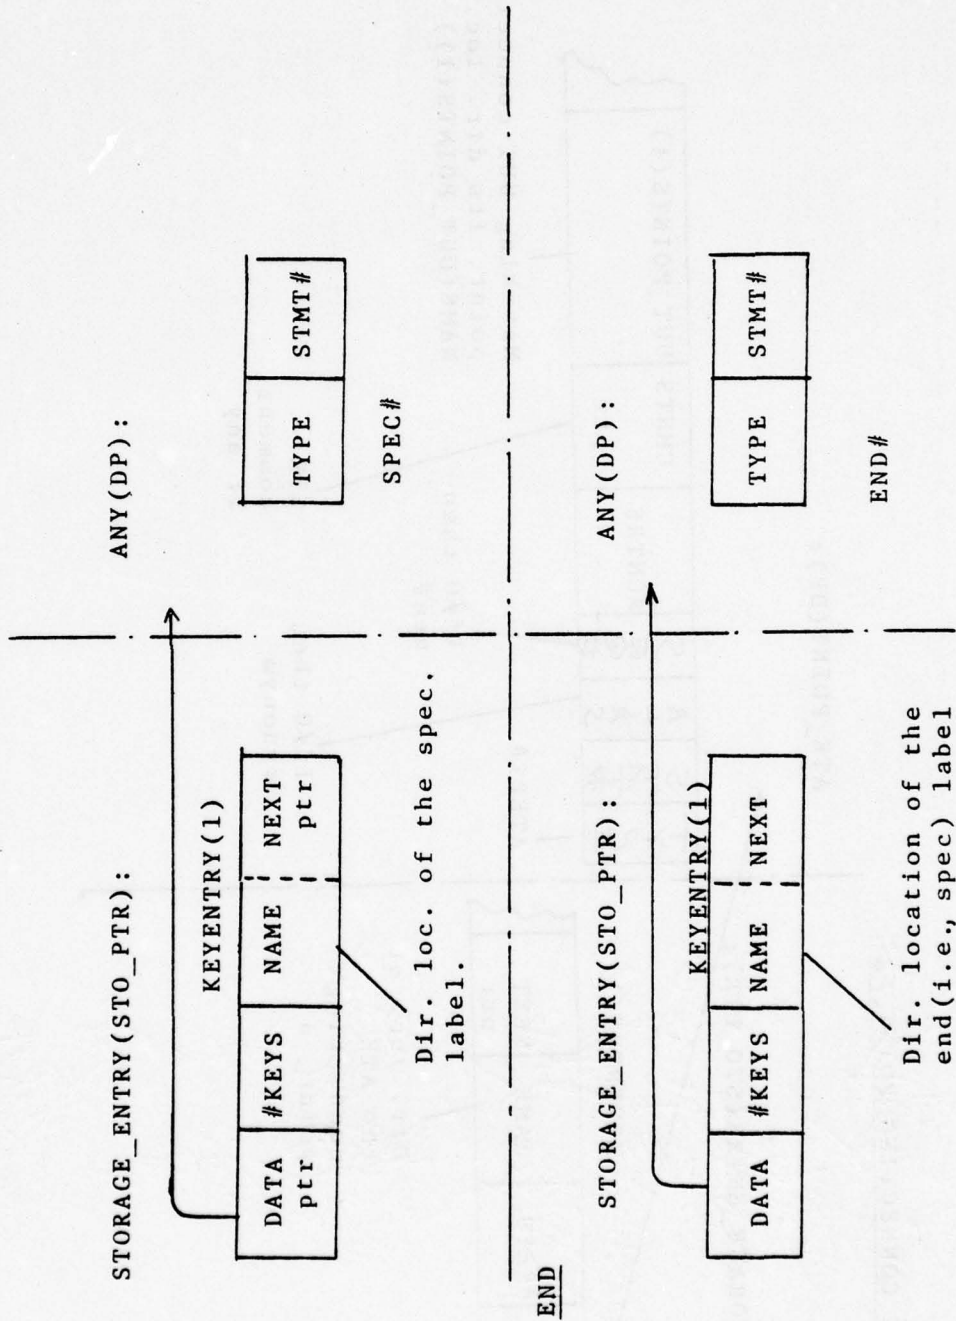 STORAGE_ENTRY(STO_PTR):
ANY(DP):
KEYENTRY(1)
DATA ptr
#KEYS
NAME
NEXT ptr
TYPE
STMT#
SPEC#
Dir. loc. of the spec.
label.
END
STORAGE_ENTRY(STO_PTR):
ANY(DP):
KEYENTRY(1)
DATA
#KEYS
NAME
NEXT
TYPE
STMT#
END#
Dir. location of the
end(i.e., spec) label